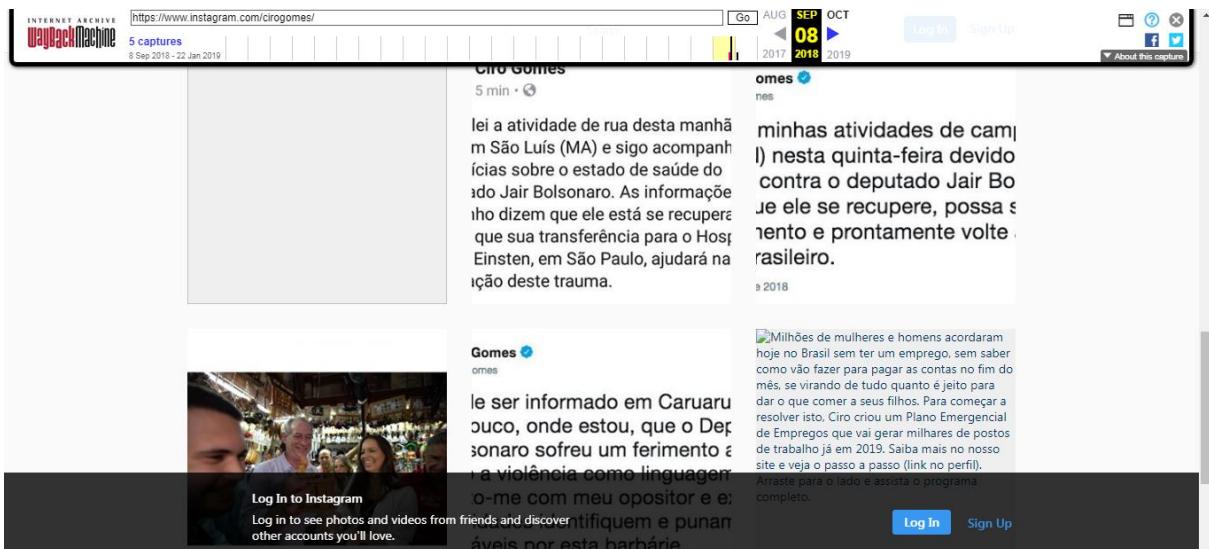 INTERNET ARCHIVE
WayBackMachine
https://www.instagram.com/cirogomes/
Go
AUG SEP OCT
08
2017 2018 2019
5 captures
8 Sep 2018 - 22 Jan 2019
Log In
Sign Up
About this capture
Ciro Gomes
5 min
lei a atividade de rua desta manhã
m São Luís (MA) e sigo acompanh
ícias sobre o estado de saúde do
ado Jair Bolsonaro. As informaçõe
nho dizem que ele está se recupera
que sua transferência para o Hosp
Einsten, em São Paulo, ajudará na
ação deste trauma.
omes
mes
minhas atividades de camp
) nesta quinta-feira devido
contra o deputado Jair Bo
ue ele se recupere, possa s
nento e prontamente volte
rasileiro.
e 2018
Gomes
omes
le ser informado em Caruaru
buco, onde estou, que o Dep
sonaro sofreu um ferimento a
a violência como linguagem
o-me com meu opositor e ex
dades identifiquem e punam
áveis por esta barbárie.
Milhões de mulheres e homens acordaram
hoje no Brasil sem ter um emprego, sem saber
como vão fazer para pagar as contas no fim do
mês, se virando de tudo quanto é jeito para
dar o que comer a seus filhos. Para começar a
resolver isto, Ciro criou um Plano Emergencial
de Empregos que vai gerar milhares de postos
de trabalho já em 2019. Saiba mais no nosso
site e veja o passo a passo (link no perfil).
Arraste para o lado e assista o programa
completo.
Log In to Instagram
Log in to see photos and videos from friends and discover
other accounts you'll love.
Log In
Sign Up